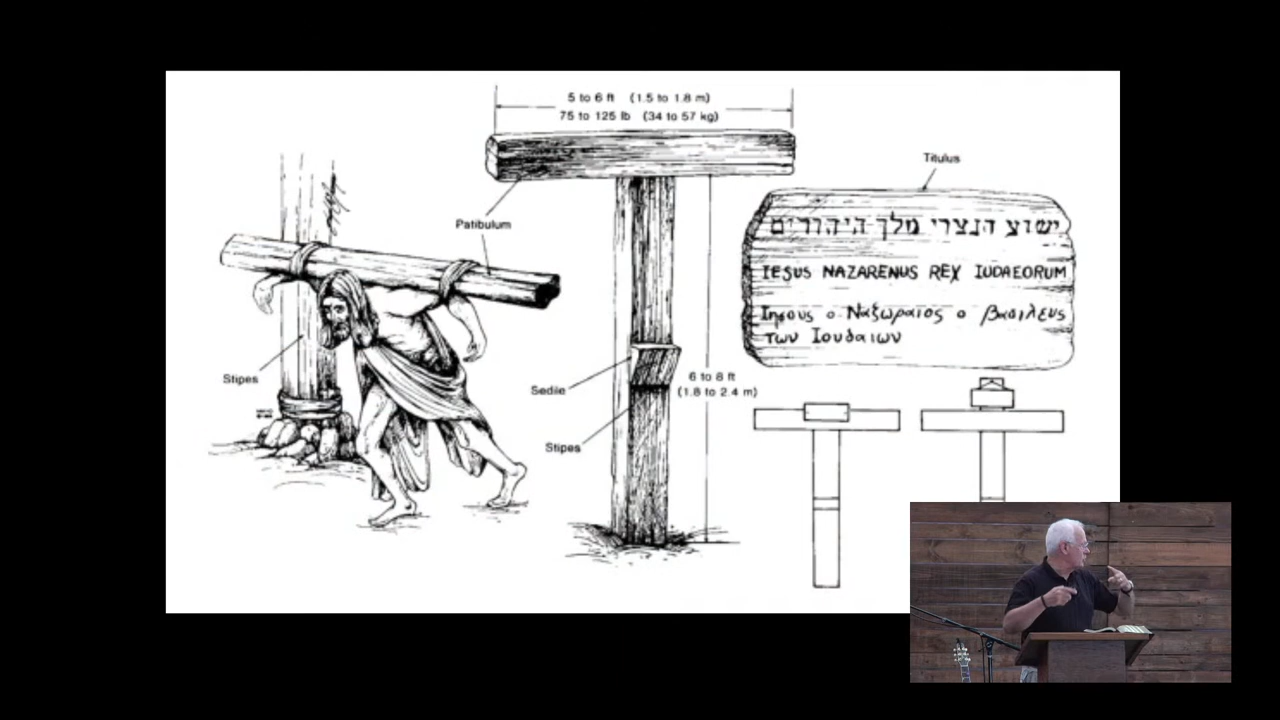 5 to 6 ft (1.5 to 1.8 m)
75 to 125 lb (34 to 57 kg)
Patibulum
Stipes
Sedile
Stipes
6 to 8 ft
(1.8 to 2.4 m)
Titulus
ישוע הנצרי מלך היהודים
IESUS NAZARENUS REX IUDAEORUM
Ιησους ο Ναζωραιος ο βασιλευς
των Ιουδαιων